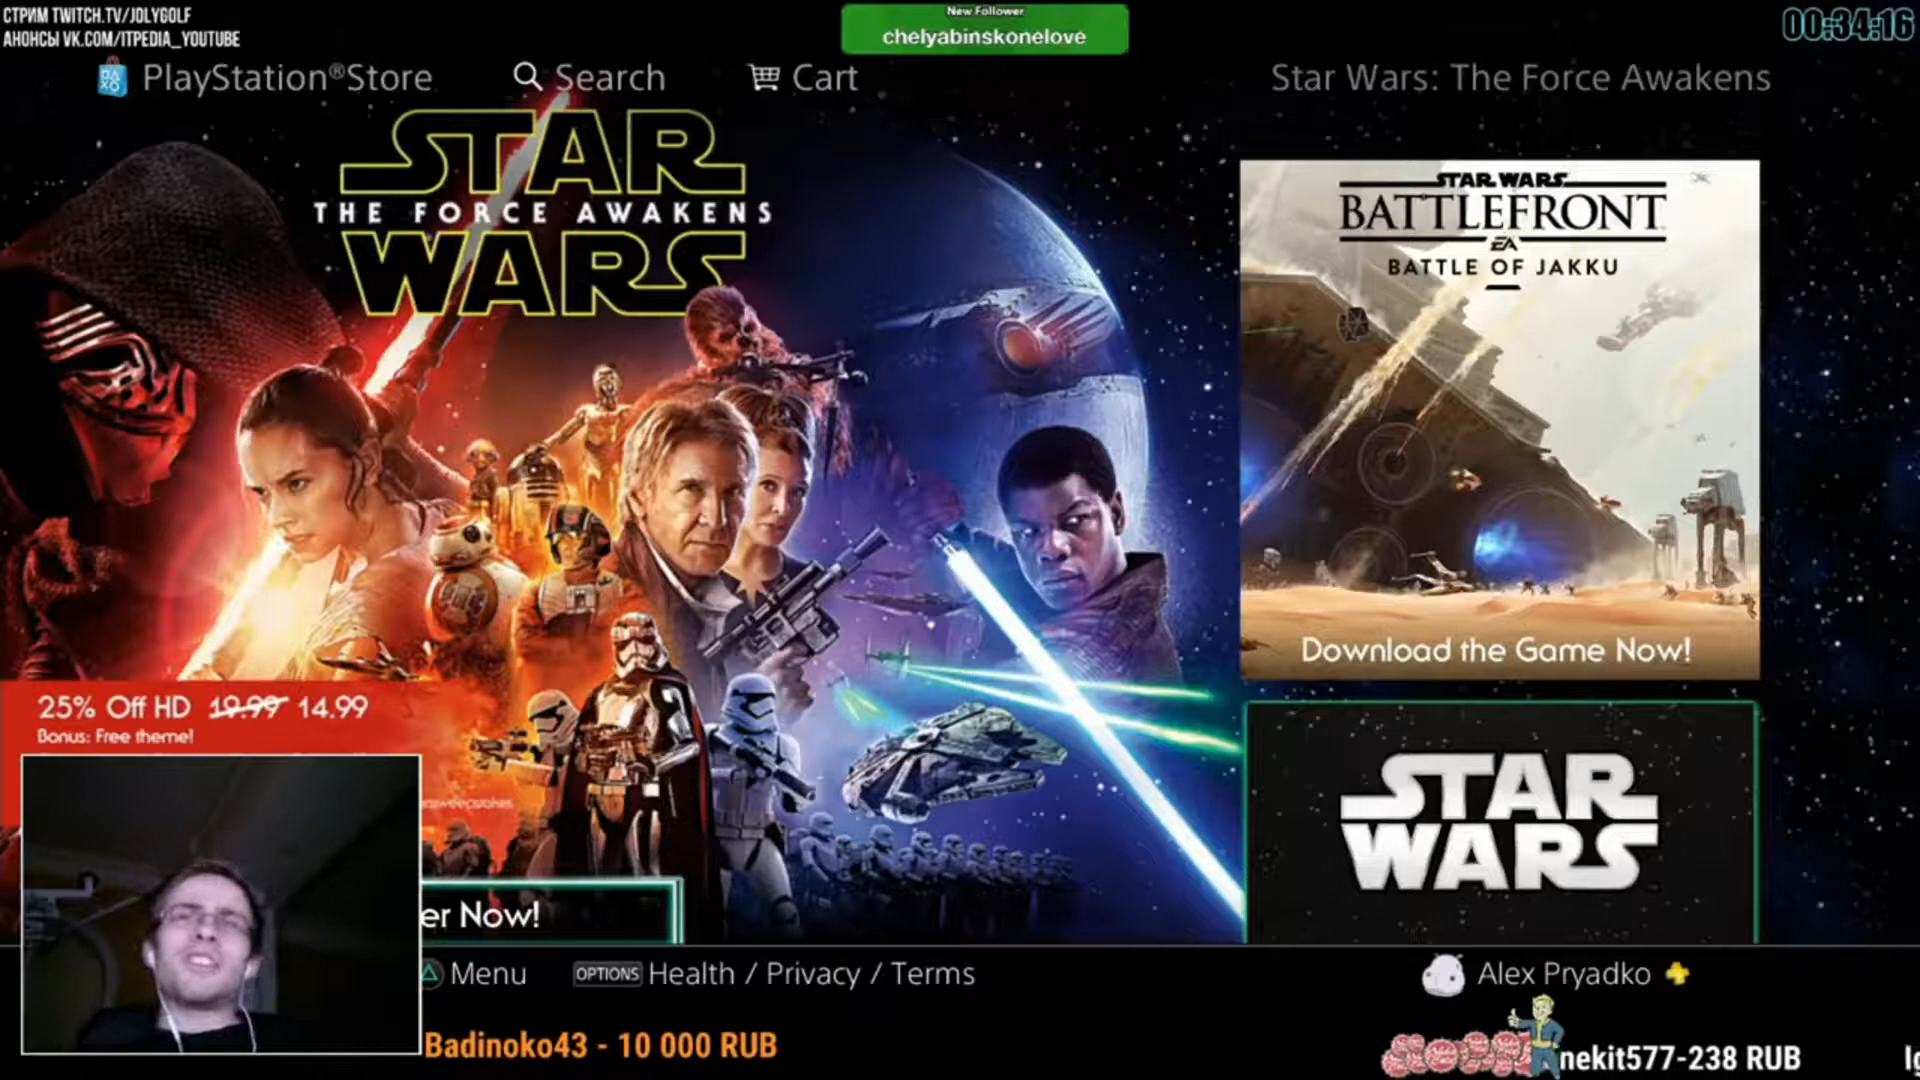 СТРИМ TWITCH.TV/JOLYGOLF
АНОНСЫ VK.COM/ITPEDIA_YOUTUBE
New Follower
chelyabinskonelove
00:34:16
PlayStation®Store
Search
Cart
Star Wars: The Force Awakens
STAR
THE FORCE AWAKENS
WARS
STAR WARS
BATTLEFRONT
EA
BATTLE OF JAKKU
Download the Game Now!
25% Off HD 19.99 14.99
Bonus: Free theme!
STAR
WARS
er Now!
Menu
OPTIONS Health / Privacy / Terms
Alex Pryadko
Badinoko43 - 10 000 RUB
nekit577-238 RUB